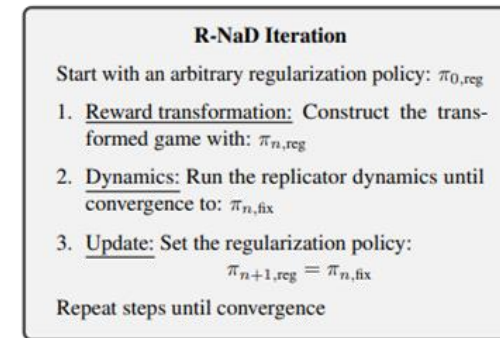 R-NaD Iteration
Start with an arbitrary regularization policy: π₀,reg
1. Reward transformation: Construct the trans-
formed game with: πₙ,reg
2. Dynamics: Run the replicator dynamics until
convergence to: πₙ,fix
3. Update: Set the regularization policy:
πₙ₊₁,reg = πₙ,fix
Repeat steps until convergence